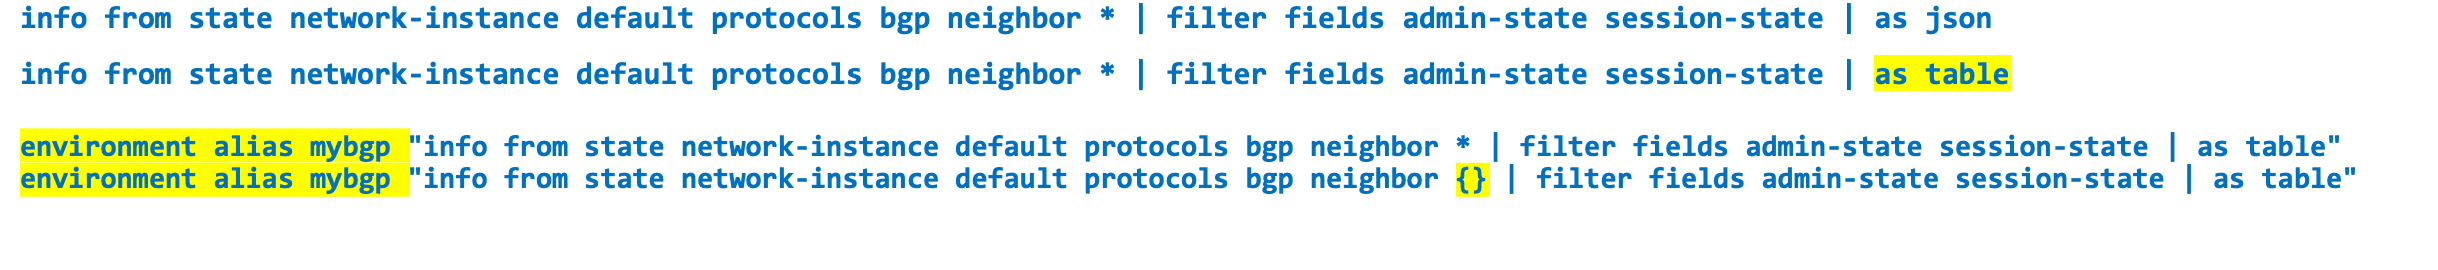 info from state network-instance default protocols bgp neighbor * | filter fields admin-state session-state | as json
info from state network-instance default protocols bgp neighbor * | filter fields admin-state session-state | as table
environment alias mybgp "info from state network-instance default protocols bgp neighbor * | filter fields admin-state session-state | as table"
environment alias mybgp "info from state network-instance default protocols bgp neighbor {} | filter fields admin-state session-state | as table"